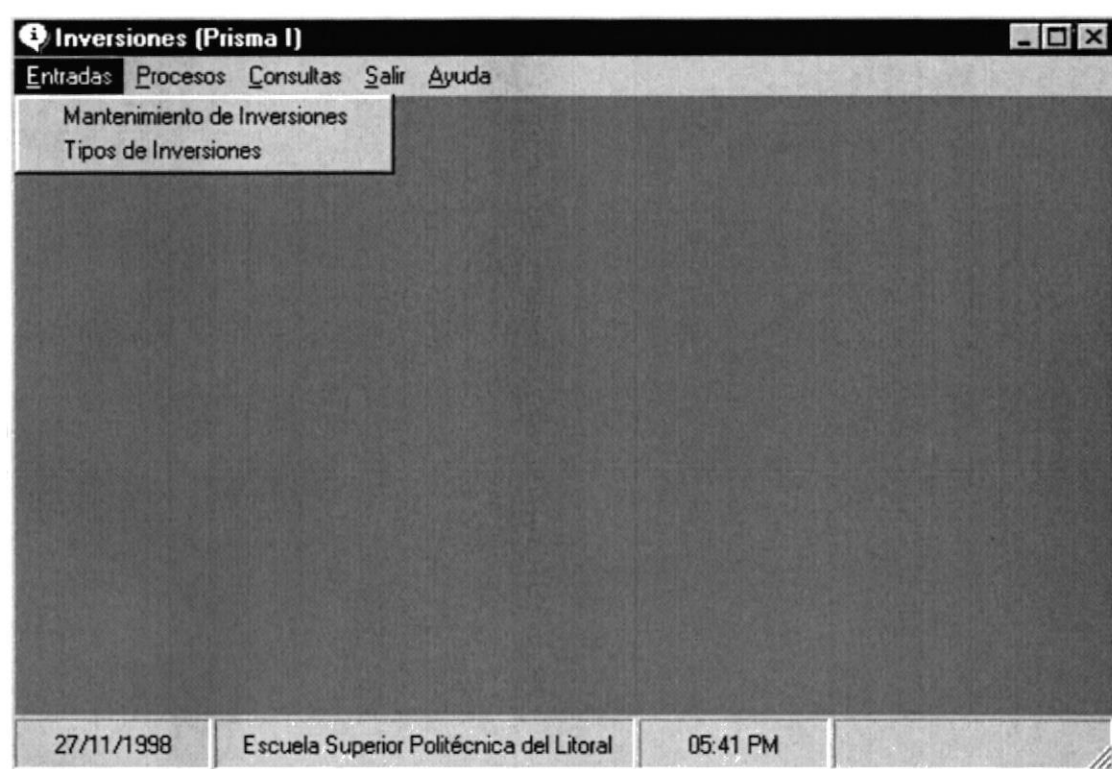 Inversiones (Prisma I)
Entradas Procesos Consultas Salir Ayuda
Mantenimiento de Inversiones
Tipos de Inversiones
27/11/1998 Escuela Superior Politécnica del Litoral 05:41 PM